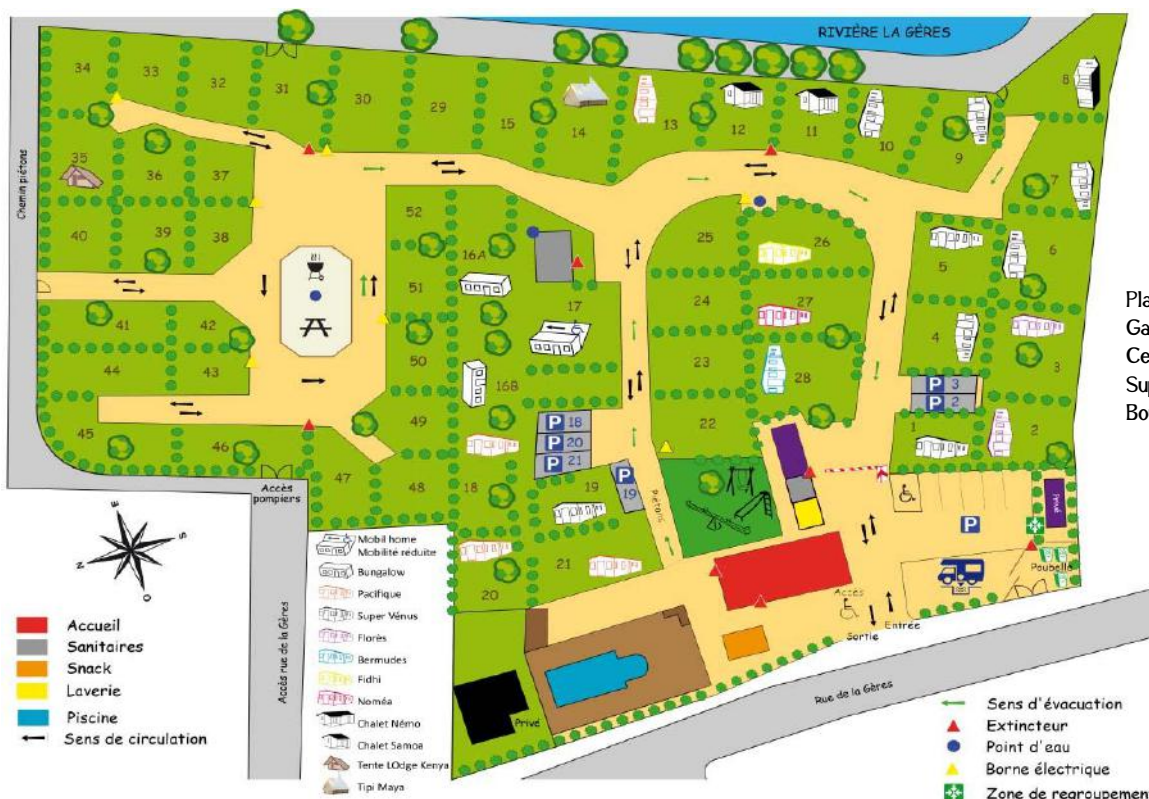 RIVIÈRE LA GÈRES
34
33
32
31
30
29
15
14
13
12
11
10
9
8
7
Chemin piétons
35
36
37
40
39
38
52
16A
51
50
17
16B
25
26
24
27
23
28
22
5
6
4
3
P 3
P 2
1
2
41
42
44
43
45
46
47
48
49
18
P 18
P 20
P 21
P 19
19
20
21
Piétons
Accès
pompiers
Accès rue de la Gères
Privé
P
Poubelle
Accès
Sortie
Entrée
Privé
Rue de la Gères
N
E
S
O
Accueil
Sanitaires
Snack
Laverie
Piscine
Sens de circulation
Mobil home
Mobilité réduite
Bungalow
Pacifique
Super Vénus
Florès
Bermudes
Fidhi
Noméa
Chalet Némo
Chalet Samoa
Tente LOdge Kenya
Tipi Maya
Sens d'évacuation
Extincteur
Point d'eau
Borne électrique
Zone de regroupement
Pla
Ga
Ce
Su
Bo